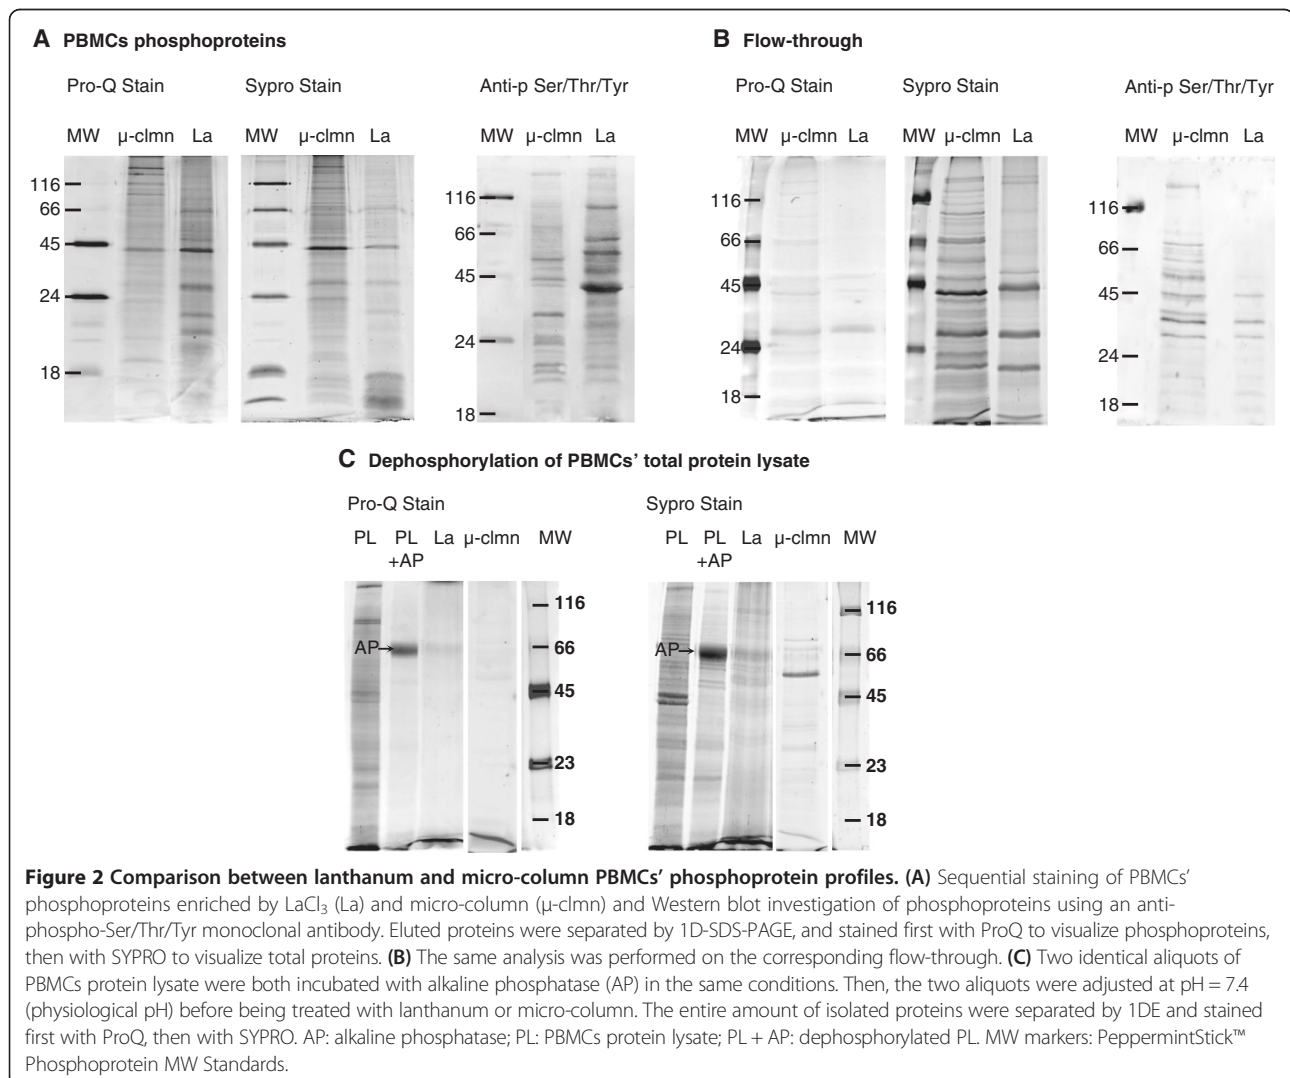 A PBMCs phosphoproteins
Pro-Q Stain Sypro Stain Anti-p Ser/Thr/Tyr
MW µ-clmn La MW µ-clmn La MW µ-clmn La
116
66
45
24
18
116
66
45
24
18
B Flow-through
Pro-Q Stain Sypro Stain Anti-p Ser/Thr/Tyr
MW µ-clmn La MW µ-clmn La MW µ-clmn La
116
66
45
24
18
116
66
45
24
18
C Dephosphorylation of PBMCs’ total protein lysate
Pro-Q Stain Sypro Stain
PL PL La µ-clmn MW PL PL La µ-clmn MW
+AP +AP
AP
116
66
45
23
18
AP
116
66
45
23
18
Figure 2 Comparison between lanthanum and micro-column PBMCs’ phosphoprotein profiles. (A) Sequential staining of PBMCs’
phosphoproteins enriched by LaCl3 (La) and micro-column (µ-clmn) and Western blot investigation of phosphoproteins using an anti-
phospho-Ser/Thr/Tyr monoclonal antibody. Eluted proteins were separated by 1D-SDS-PAGE, and stained first with ProQ to visualize phosphoproteins,
then with SYPRO to visualize total proteins. (B) The same analysis was performed on the corresponding flow-through. (C) Two identical aliquots of
PBMCs protein lysate were both incubated with alkaline phosphatase (AP) in the same conditions. Then, the two aliquots were adjusted at pH = 7.4
(physiological pH) before being treated with lanthanum or micro-column. The entire amount of isolated proteins were separated by 1DE and stained
first with ProQ, then with SYPRO. AP: alkaline phosphatase; PL: PBMCs protein lysate; PL + AP: dephosphorylated PL. MW markers: PeppermintStick™
Phosphoprotein MW Standards.